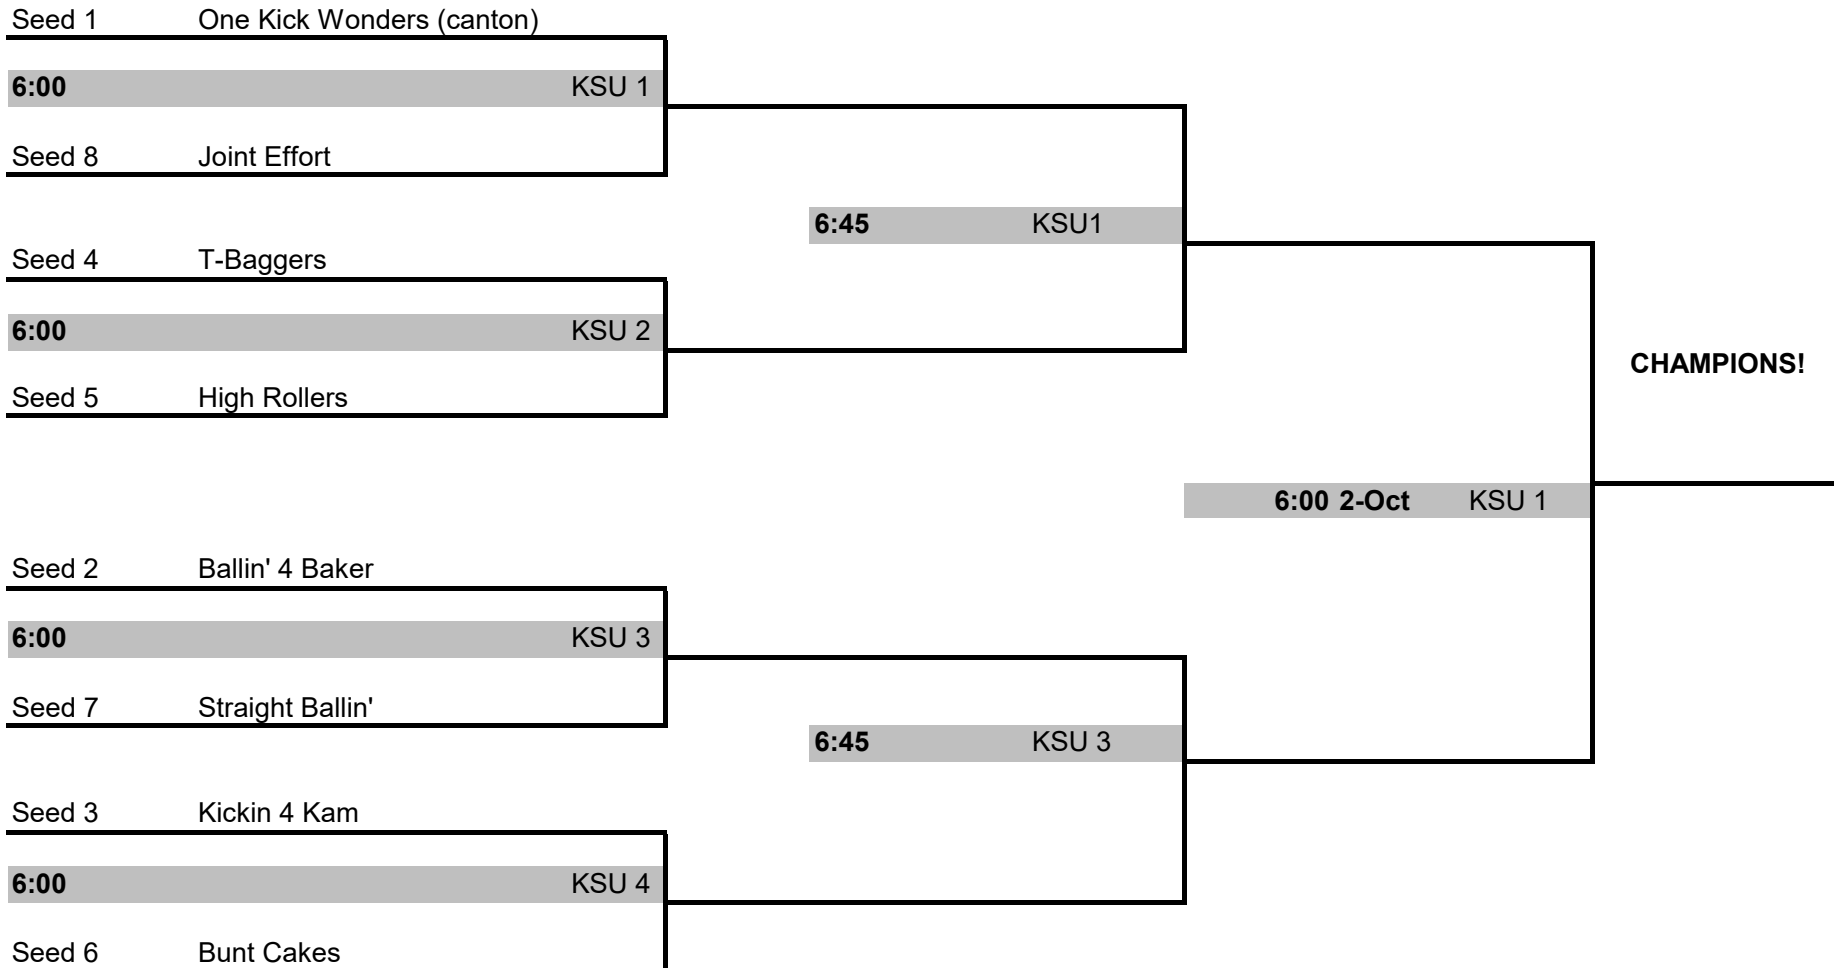 Seed 1 One Kick Wonders (canton)
6:00 KSU 1
Seed 8 Joint Effort
6:45 KSU1
Seed 4 T-Baggers
6:00 KSU 2
CHAMPIONS!
Seed 5 High Rollers
6:00 2-Oct KSU 1
Seed 2 Ballin' 4 Baker
6:00 KSU 3
Seed 7 Straight Ballin'
6:45 KSU 3
Seed 3 Kickin 4 Kam
6:00 KSU 4
Seed 6 Bunt Cakes